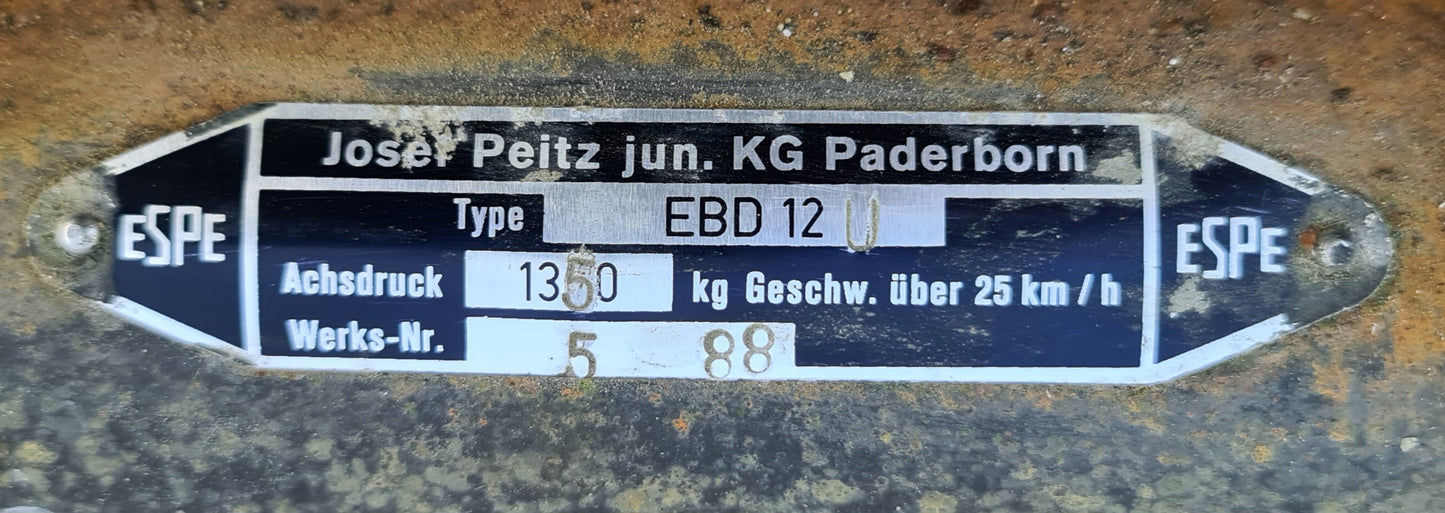 Josef Peitz jun. KG Paderborn
ESPE
Type EBD 12 U
ESPE
Achsdruck 1350 kg Geschw. über 25 km/h
Werks-Nr. 5 88